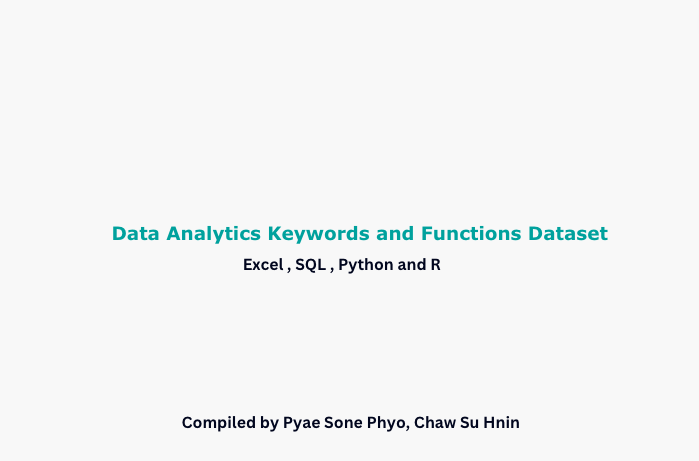 Data Analytics Keywords and Functions Dataset
Excel , SQL , Python and R
Compiled by Pyae Sone Phyo, Chaw Su Hnin